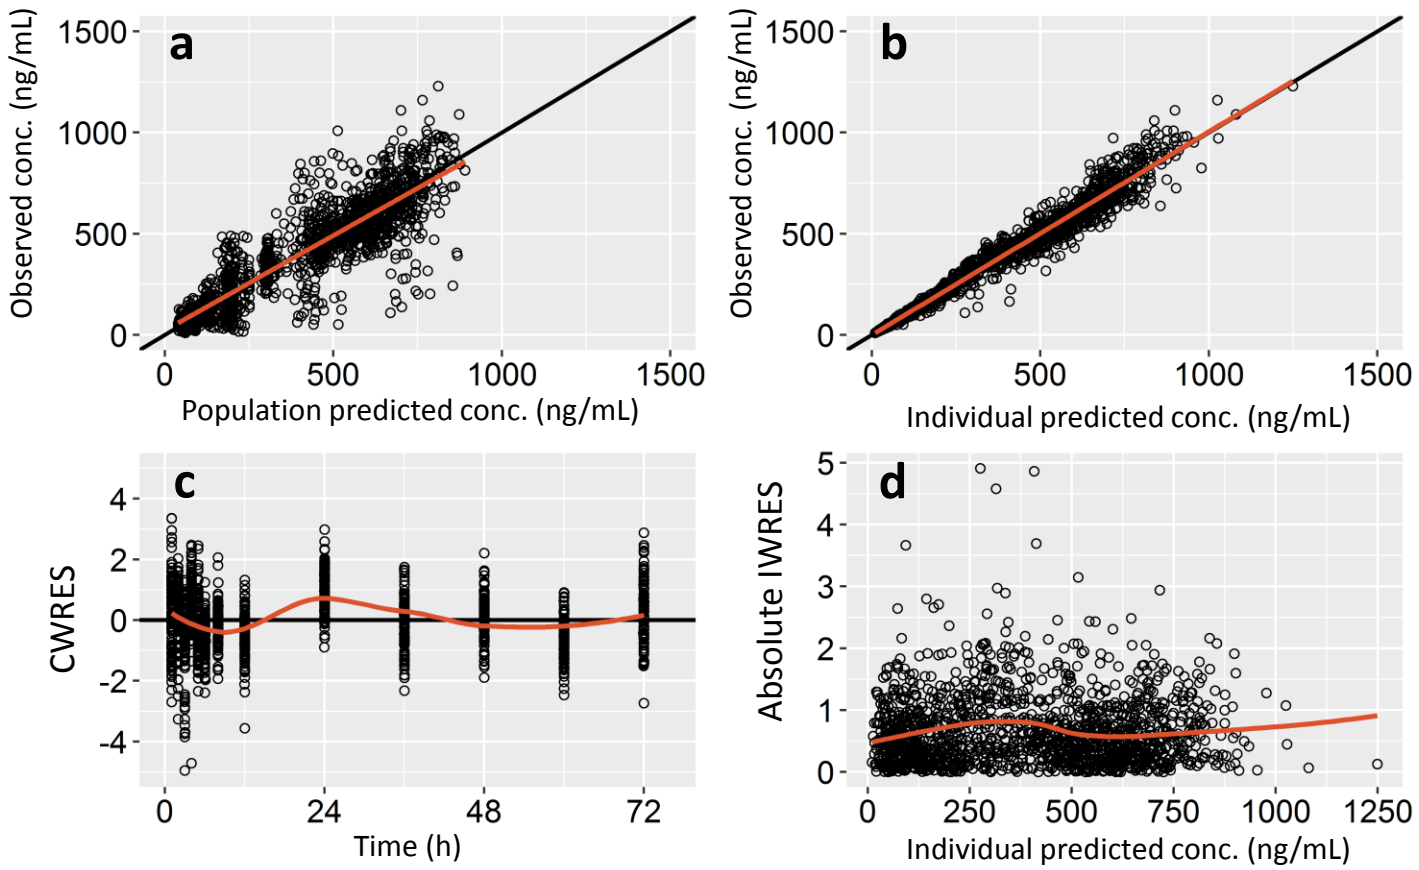 a
Observed conc. (ng/mL)
1500
1000
500
0
0 500 1000 1500
Population predicted conc. (ng/mL)
b
Observed conc. (ng/mL)
1500
1000
500
0
0 500 1000 1500
Individual predicted conc. (ng/mL)
c
CWRES
4
2
0
-2
-4
0 24 48 72
Time (h)
d
Absolute IWRES
5
4
3
2
1
0
0 250 500 750 1000 1250
Individual predicted conc. (ng/mL)